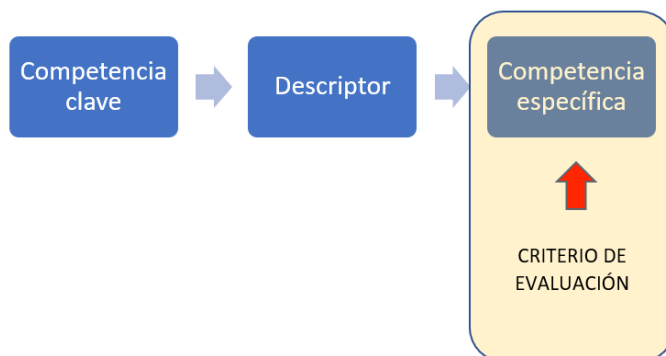 Competencia
clave
Descriptor
Competencia
específica
CRITERIO DE
EVALUACIÓN